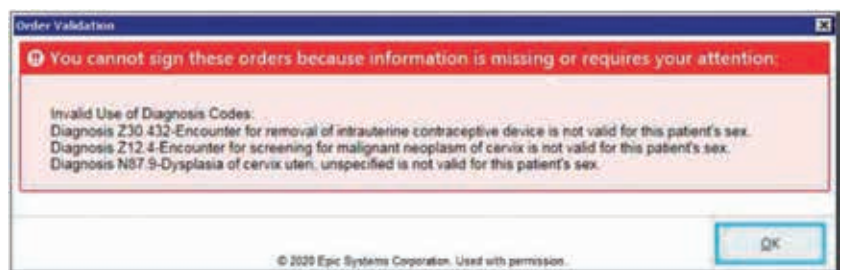 Order Validation
You cannot sign these orders because information is missing or requires your attention:
Invalid Use of Diagnosis Codes:
Diagnosis Z30.432-Encounter for removal of intrauterine contraceptive device is not valid for this patient's sex.
Diagnosis Z12.4-Encounter for screening for malignant neoplasm of cervix is not valid for this patient's sex.
Diagnosis N87.9-Dysplasia of cervix uteri, unspecified is not valid for this patient's sex.
OK
© 2020 Epic Systems Corporation. Used with permission.